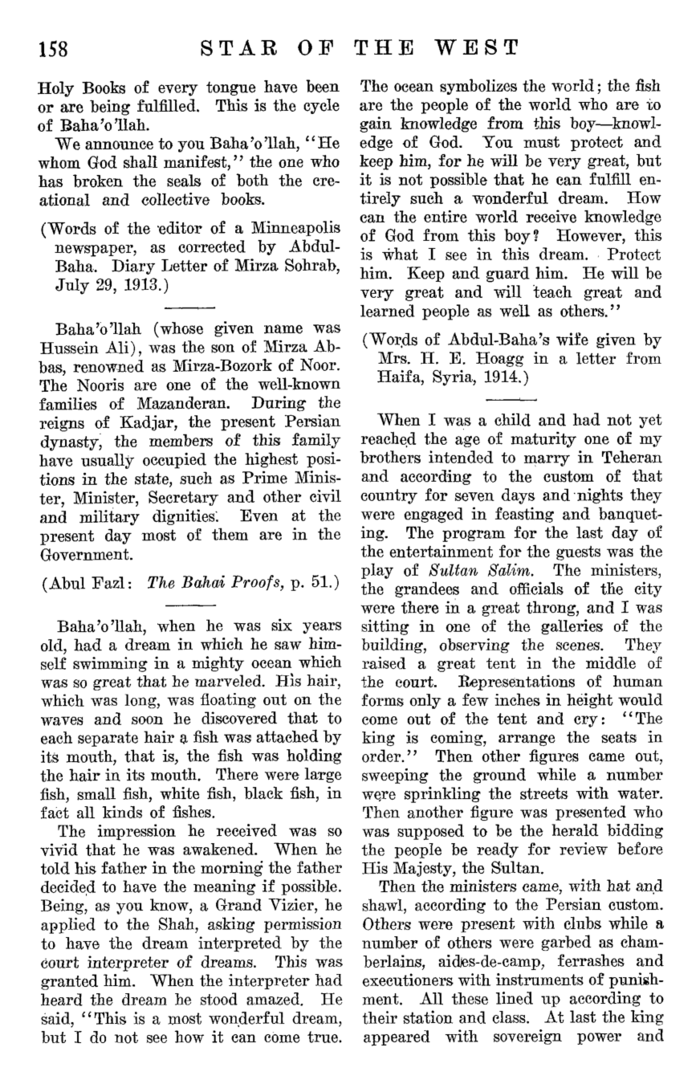 158 STAR OF THE WEST
Holy Books of every tongue have been
or are being fulfilled. This is the cycle
of Baha'o'llah.
We announce to you Baha'o'llah, "He
whom God shall manifest," the one who
has broken the seals of both the cre-
ational and collective books.
(Words of the editor of a Minneapolis
newspaper, as corrected by Abdul-
Baha. Diary Letter of Mirza Sohrab,
July 29, 1913.)
Baha'o'llah (whose given name was
Hussein Ali), was the son of Mirza Ab-
bas, renowned as Mirza-Bozork of Noor.
The Nooris are one of the well-known
families of Mazanderan. During the
reigns of Kadjar, the present Persian
dynasty, the members of this family
have usually occupied the highest posi-
tions in the state, such as Prime Minis-
ter, Minister, Secretary and other civil
and military dignities. Even at the
present day most of them are in the
Government.
(Abul Fazl: The Bahai Proofs, p. 51.)
Baha'o'llah, when he was six years
old, had a dream in which he saw him-
self swimming in a mighty ocean which
was so great that he marveled. His hair,
which was long, was floating out on the
waves and soon he discovered that to
each separate hair a fish was attached by
its mouth, that is, the fish was holding
the hair in its mouth. There were large
fish, small fish, white fish, black fish, in
fact all kinds of fishes.
The impression he received was so
vivid that he was awakened. When he
told his father in the morning the father
decided to have the meaning if possible.
Being, as you know, a Grand Vizier, he
applied to the Shah, asking permission
to have the dream interpreted by the
court interpreter of dreams. This was
granted him. When the interpreter had
heard the dream he stood amazed. He
said, "This is a most wonderful dream,
but I do not see how it can come true.
The ocean symbolizes the world; the fish
are the people of the world who are to
gain knowledge from this boy—knowl-
edge of God. You must protect and
keep him, for he will be very great, but
it is not possible that he can fulfill en-
tirely such a wonderful dream. How
can the entire world receive knowledge
of God from this boy? However, this
is what I see in this dream. Protect
him. Keep and guard him. He will be
very great and will teach great and
learned people as well as others."
(Words of Abdul-Baha's wife given by
Mrs. H. E. Hoagg in a letter from
Haifa, Syria, 1914.)
When I was a child and had not yet
reached the age of maturity one of my
brothers intended to marry in Teheran
and according to the custom of that
country for seven days and nights they
were engaged in feasting and banquet-
ing. The program for the last day of
the entertainment for the guests was the
play of Sultan Salim. The ministers,
the grandees and officials of the city
were there in a great throng, and I was
sitting in one of the galleries of the
building, observing the scenes. They
raised a great tent in the middle of
the court. Representations of human
forms only a few inches in height would
come out of the tent and cry: "The
king is coming, arrange the seats in
order." Then other figures came out,
sweeping the ground while a number
were sprinkling the streets with water.
Then another figure was presented who
was supposed to be the herald bidding
the people be ready for review before
His Majesty, the Sultan.
Then the ministers came, with hat and
shawl, according to the Persian custom.
Others were present with clubs while a
number of others were garbed as cham-
berlains, aides-de-camp, ferrashes and
executioners with instruments of punish-
ment. All these lined up according to
their station and class. At last the king
appeared with sovereign power and